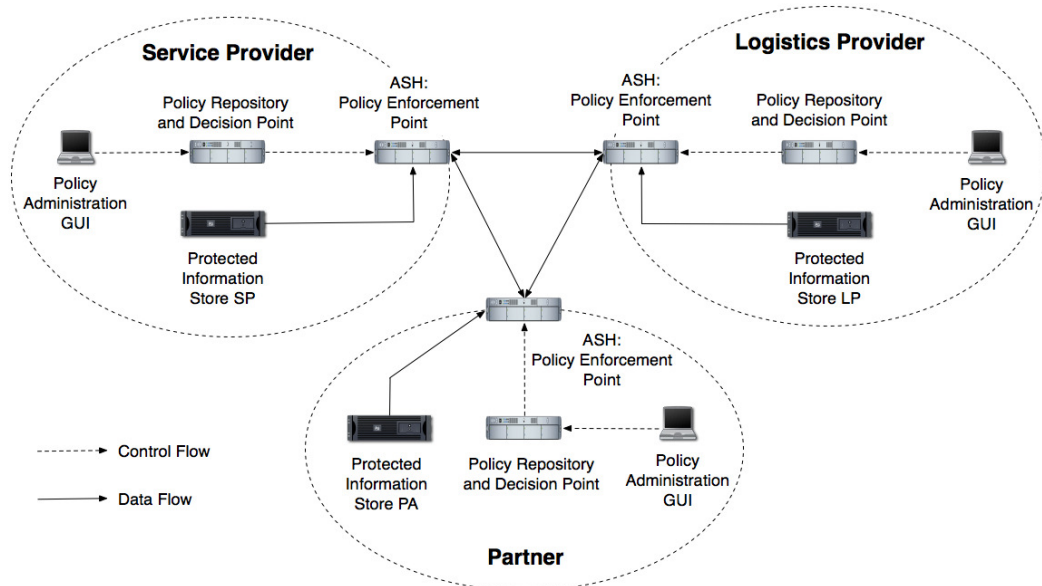 Service Provider
ASH:
Policy Enforcement
Point
Policy Repository
and Decision Point
Policy
Administration
GUI
Protected
Information
Store SP
Logistics Provider
ASH:
Policy Enforcement
Point
Policy Repository
and Decision Point
Policy
Administration
GUI
Protected
Information
Store LP
ASH:
Policy Enforcement
Point
Protected
Information
Store PA
Policy Repository
and Decision Point
Policy
Administration
GUI
Partner
Control Flow
Data Flow